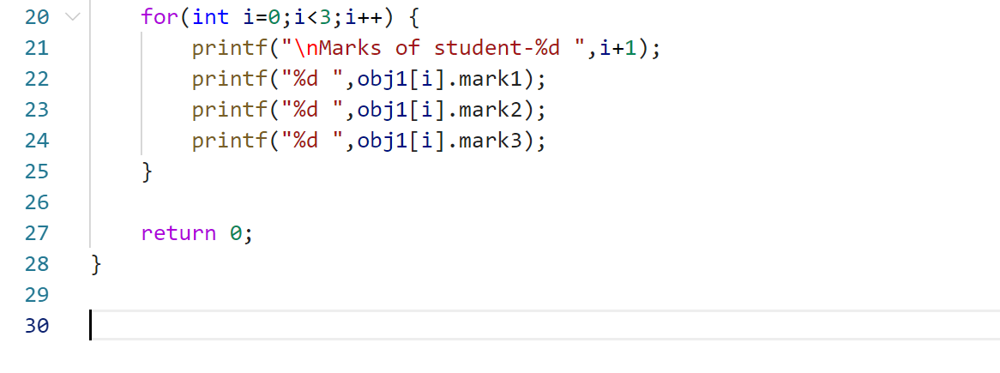 20 for(int i=0;i<3;i++) {
21 printf("\nMarks of student-%d ",i+1);
22 printf("%d ",obj1[i].mark1);
23 printf("%d ",obj1[i].mark2);
24 printf("%d ",obj1[i].mark3);
25 }
26
27 return 0;
28 }
29
30